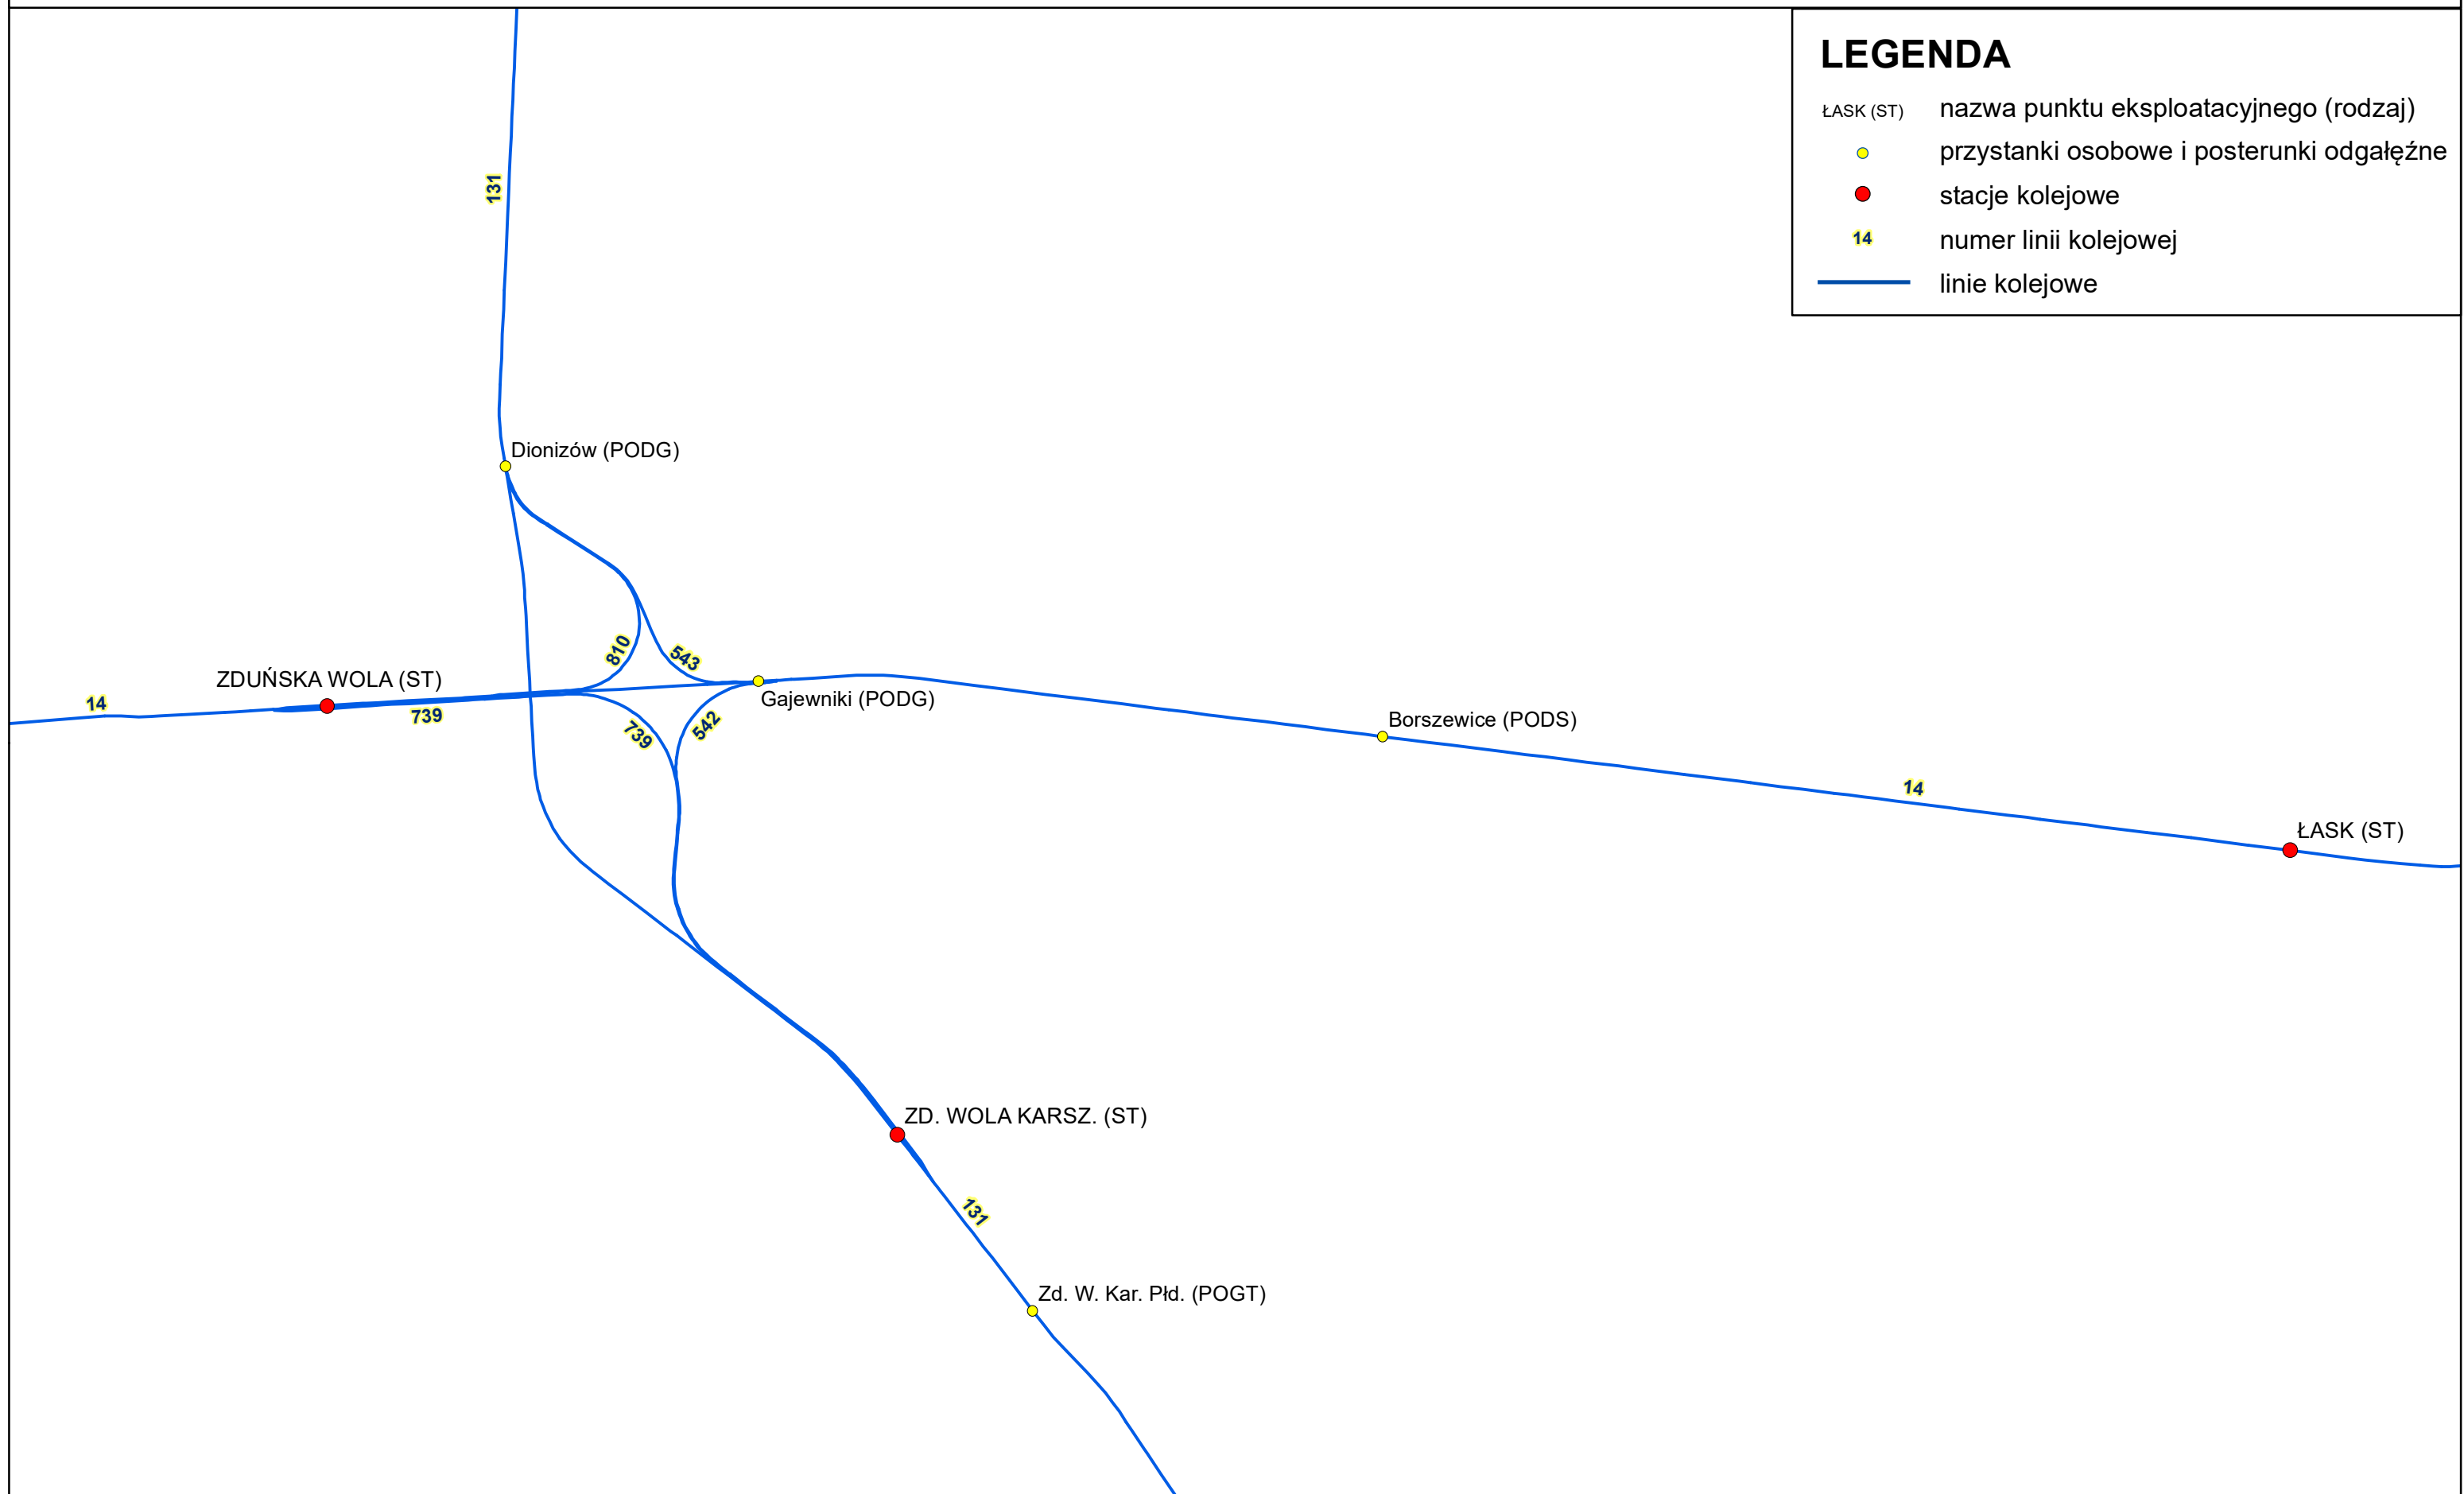 LEGENDA
ŁASK (ST) nazwa punktu eksploatacyjnego (rodzaj)
przystanki osobowe i posterunki odgałęźne
stacje kolejowe
14 numer linii kolejowej
linie kolejowe
131
Dionizów (PODG)
810
543
ZDUŃSKA WOLA (ST)
14
739
Gajewniki (PODG)
739
542
Borszewice (PODS)
14
ŁASK (ST)
ZD. WOLA KARSZ. (ST)
131
Zd. W. Kar. Płd. (POGT)